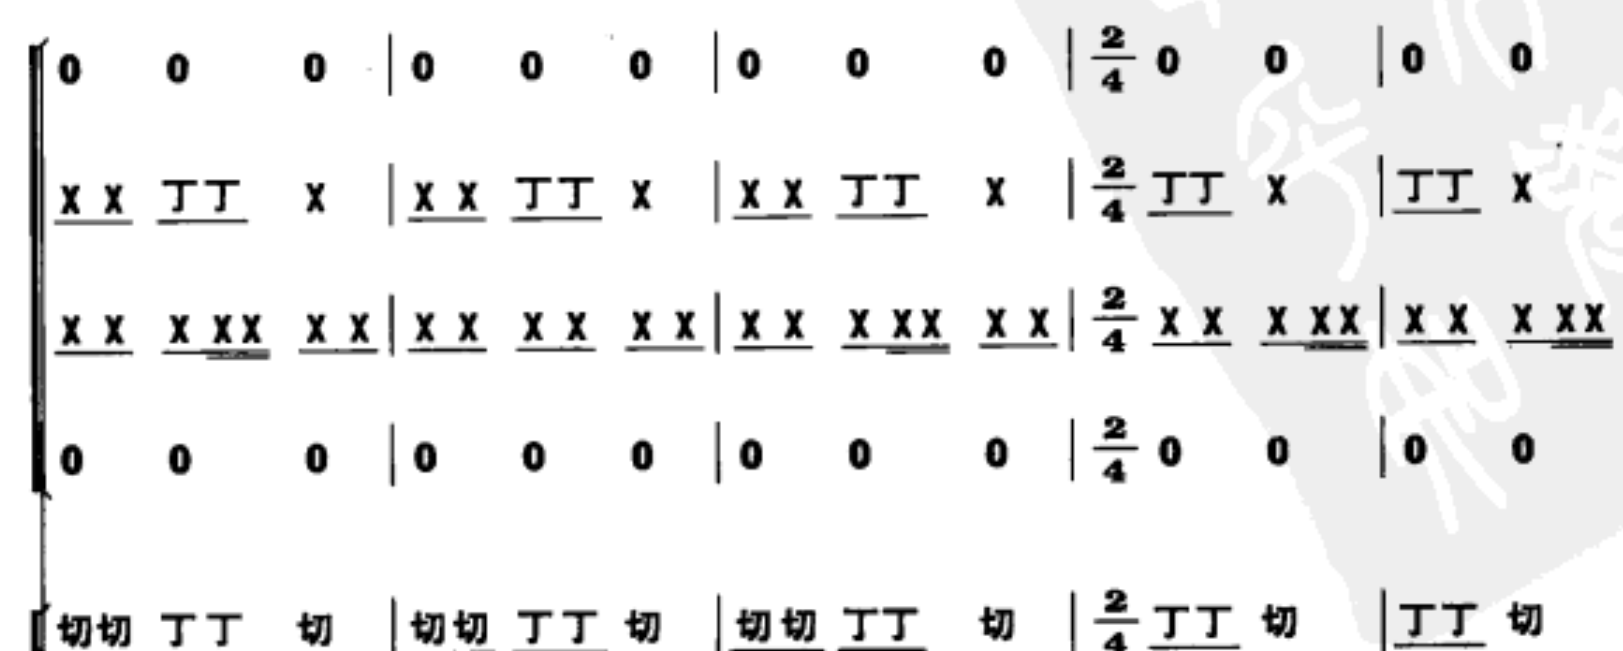 0 0 0 | 0 0 0 | 0 0 0 | 2/4 0 0 | 0 0
X X 丁丁 X | X X 丁丁 X | X X 丁丁 X | 2/4 丁丁 X | 丁丁 X
X X X XX X X | X X X X X X | X X X XX X X | 2/4 X X X XX | X X X XX
0 0 0 | 0 0 0 | 0 0 0 | 2/4 0 0 | 0 0
切切 丁丁 切 | 切切 丁丁 切 | 切切 丁丁 切 | 2/4 丁丁 切 | 丁丁 切